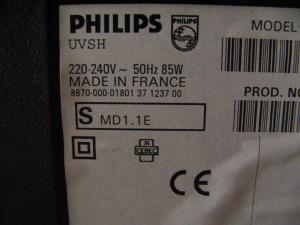 PHILIPS
PHILIPS
MODEL
UVSH
220-240V ~ 50Hz 85W
MADE IN FRANCE
8670-000-01801 37 1237 00
PROD. NO
S MD1.1E
CEBEC
CE